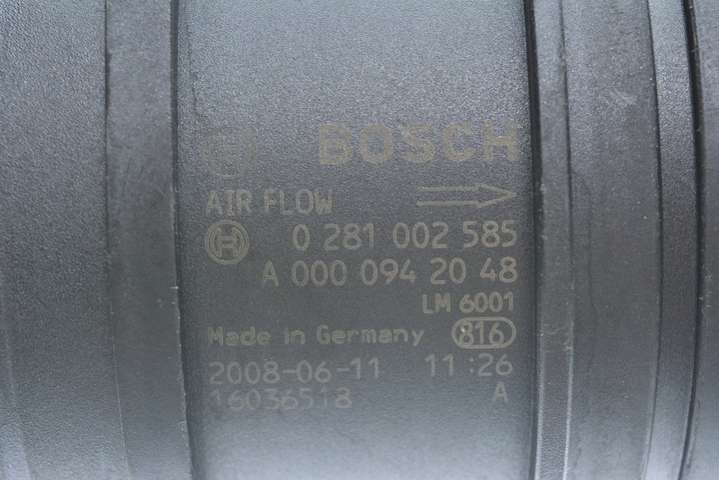 BOSCH
AIR FLOW
0 281 002 585
A 000 094 20 48
LM 6001
Made in Germany 816
2008-06-11 11:26
16036518 A